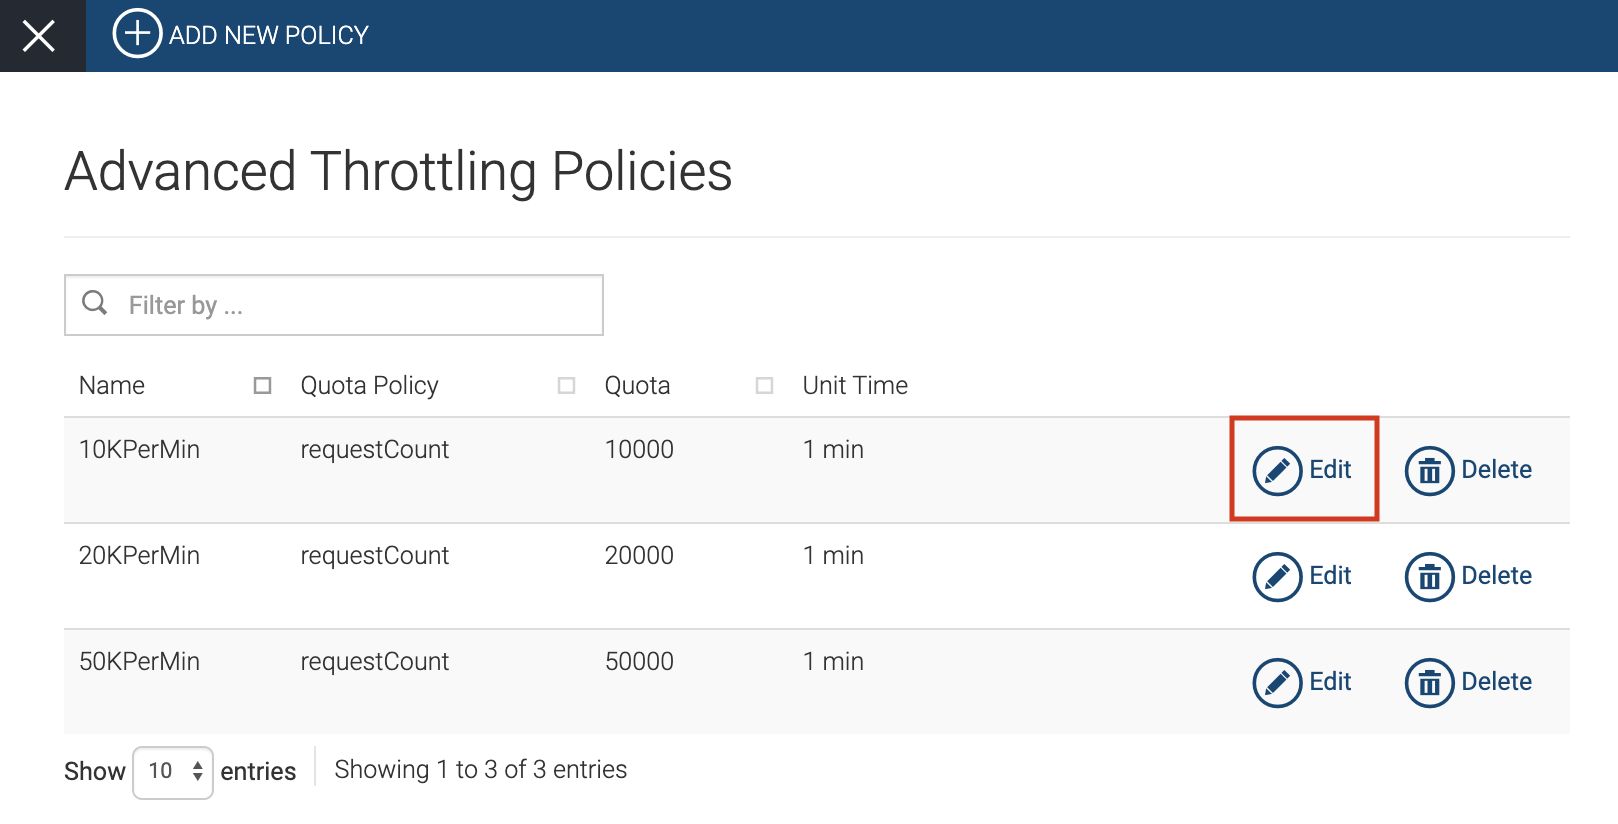 ADD NEW POLICY
Advanced Throttling Policies
Filter by ...
Name Quota Policy Quota Unit Time
10KPerMin requestCount 10000 1 min Edit Delete
20KPerMin requestCount 20000 1 min Edit Delete
50KPerMin requestCount 50000 1 min Edit Delete
Show 10 entries Showing 1 to 3 of 3 entries